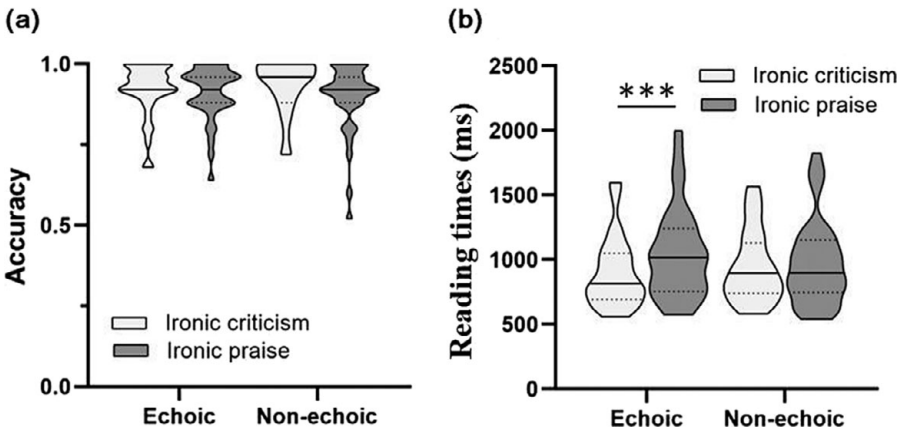 (a)
Accuracy
1.0
0.5
0.0
Ironic criticism
Ironic praise
Echoic
Non-echoic
(b)
Reading times (ms)
2500
2000
1500
1000
500
0
***
Ironic criticism
Ironic praise
Echoic
Non-echoic